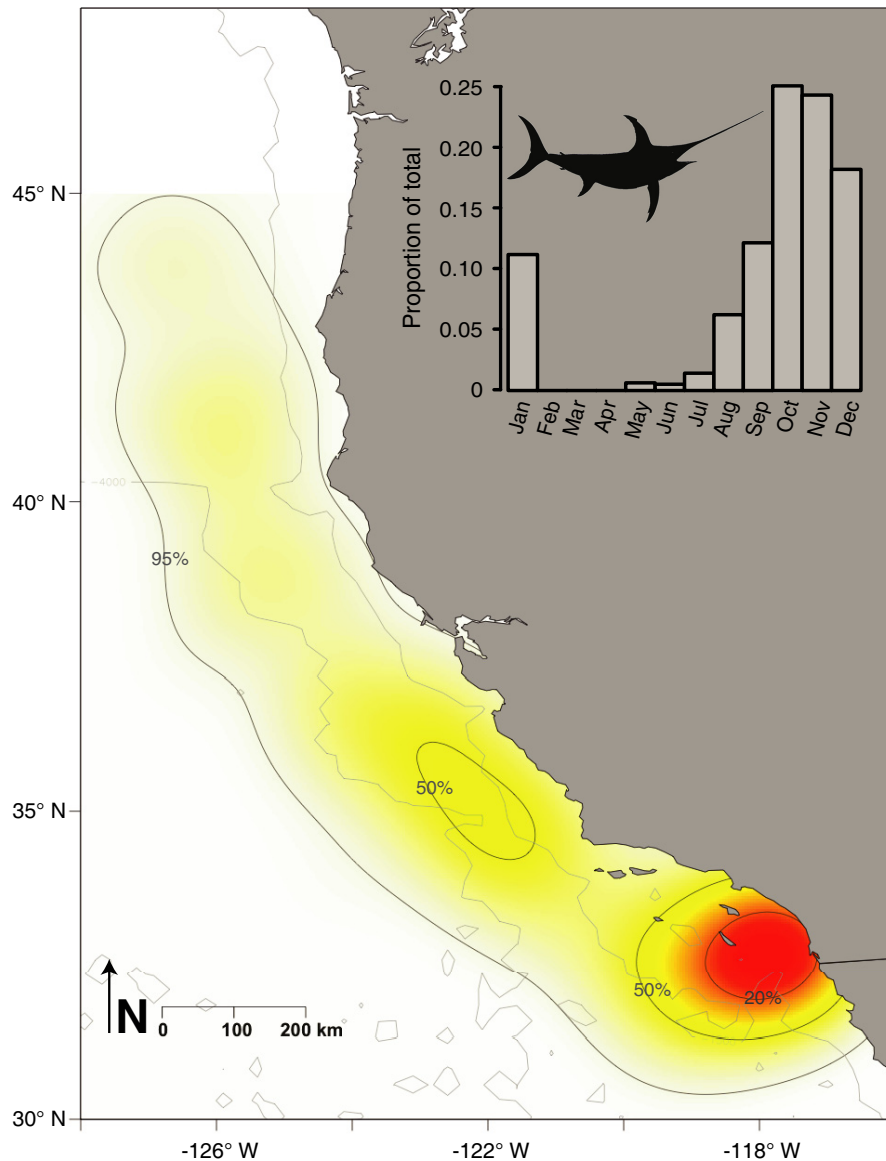 0.25
0.20
0.15
0.10
0.05
0
Proportion of total
Jan Feb Mar Apr May Jun Jul Aug Sep Oct Nov Dec
45° N
40° N
35° N
30° N
-4000
95%
50%
50%
20%
N
0 100 200 km
-126° W -122° W -118° W